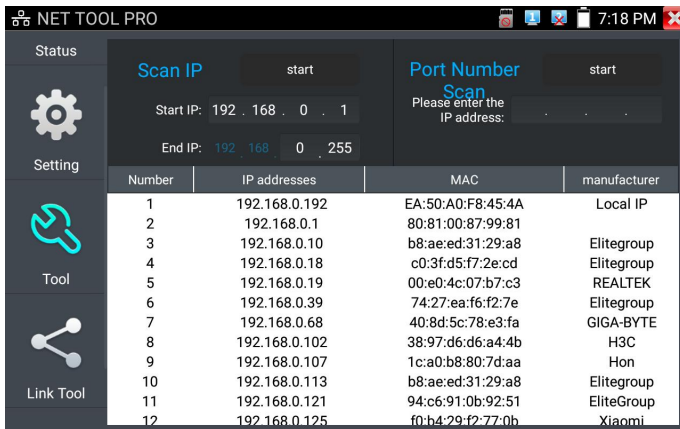 NET TOOL PRO
7:18 PM
Status
Setting
Tool
Link Tool
Scan IP
start
Start IP: 192 . 168 . 0 . 1
End IP: 192 . 168 . 0 . 255
Port Number Scan
start
Please enter the
IP address: . . .
Number IP addresses MAC manufacturer
1 192.168.0.192 EA:50:A0:F8:45:4A Local IP
2 192.168.0.1 80:81:00:87:99:81
3 192.168.0.10 b8:ae:ed:31:29:a8 Elitegroup
4 192.168.0.18 c0:3f:d5:f7:2e:cd Elitegroup
5 192.168.0.19 00:e0:4c:07:b7:c3 REALTEK
6 192.168.0.39 74:27:ea:f6:f2:7e Elitegroup
7 192.168.0.68 40:8d:5c:78:e3:fa GIGA-BYTE
8 192.168.0.102 38:97:d6:d6:a4:4b H3C
9 192.168.0.107 1c:a0:b8:80:7d:aa Hon
10 192.168.0.113 b8:ae:ed:31:29:a8 Elitegroup
11 192.168.0.121 94:c6:91:0b:92:51 EliteGroup
12 192.168.0.125 f0:b4:29:f2:77:0b Xiaomi